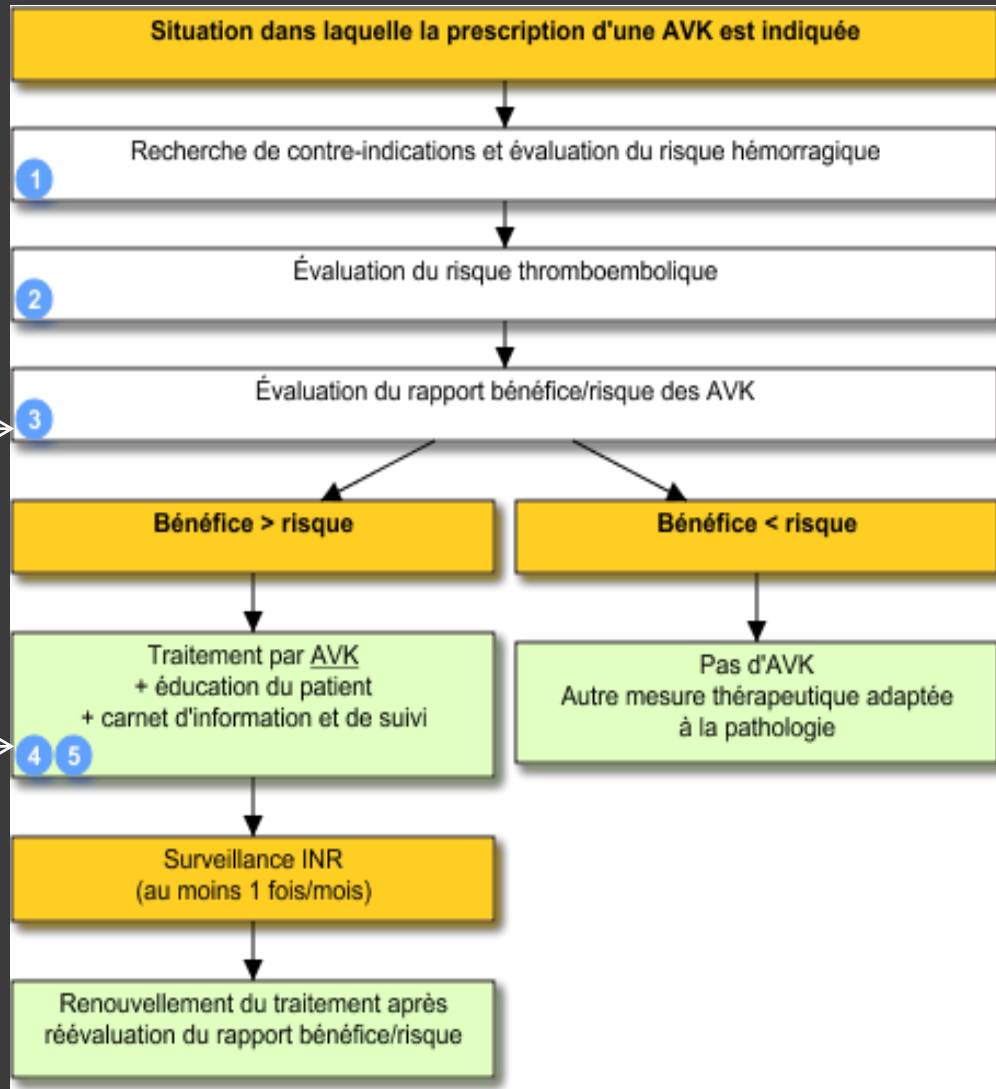 Situation dans laquelle la prescription d'une AVK est indiquée
Recherche de contre-indications et évaluation du risque hémorragique
1
Évaluation du risque thromboembolique
2
Évaluation du rapport bénéfice/risque des AVK
3
Bénéfice > risque
Bénéfice < risque
Traitement par AVK
+ éducation du patient
+ carnet d'information et de suivi
4 5
Pas d'AVK
Autre mesure thérapeutique adaptée
à la pathologie
Surveillance INR
(au moins 1 fois/mois)
Renouvellement du traitement après
réévaluation du rapport bénéfice/risque